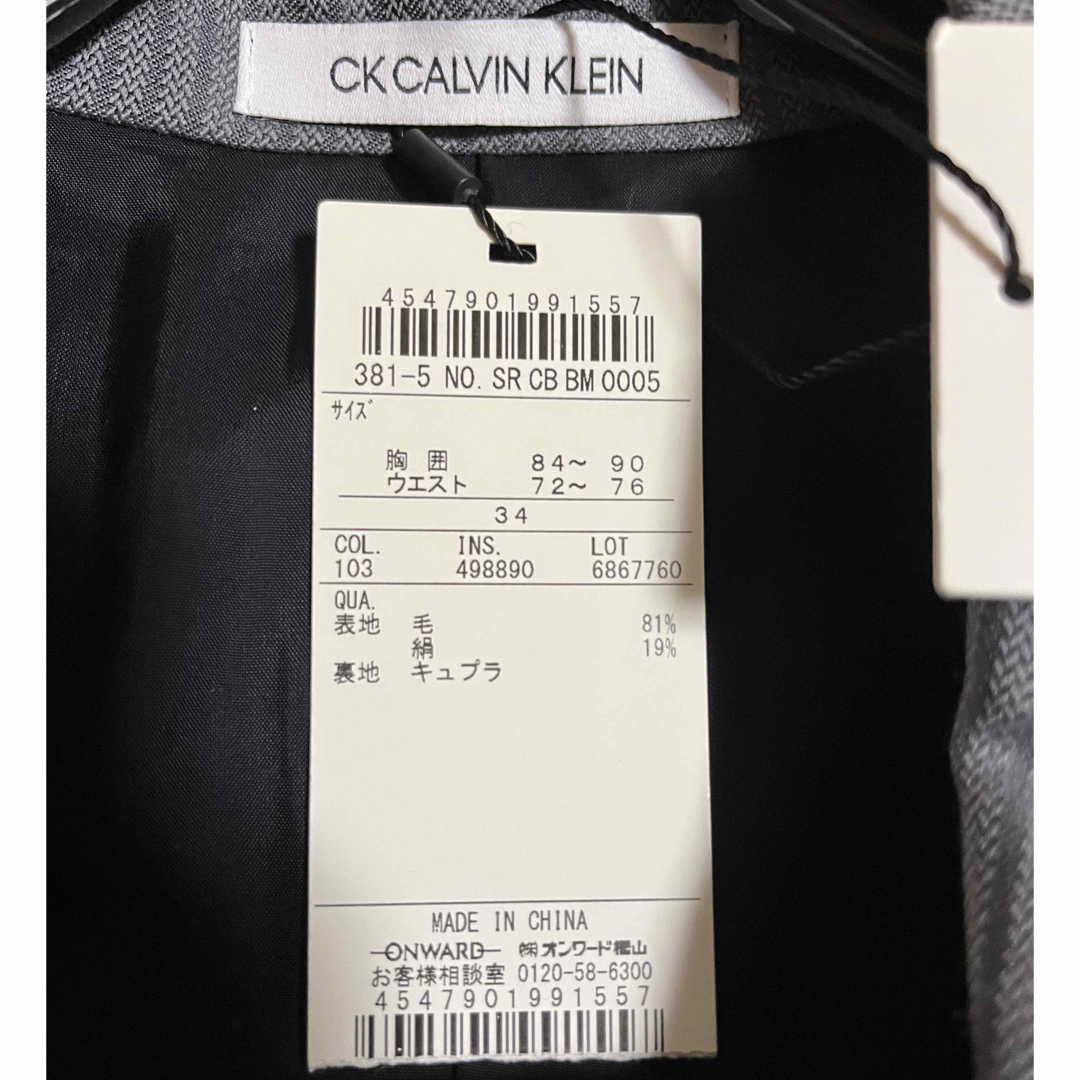 CK CALVIN KLEIN
4547901991557
381-5 NO. SR CB BM 0005
サイズ
胸 囲 84〜 90
ウエスト 72〜 76
34
COL. INS. LOT
103 498890 6867760
QUA.
表地 毛 81%
絹 19%
裏地 キュプラ
MADE IN CHINA
ONWARD ㈱オンワード樫山
お客様相談室 0120-58-6300
4547901991557